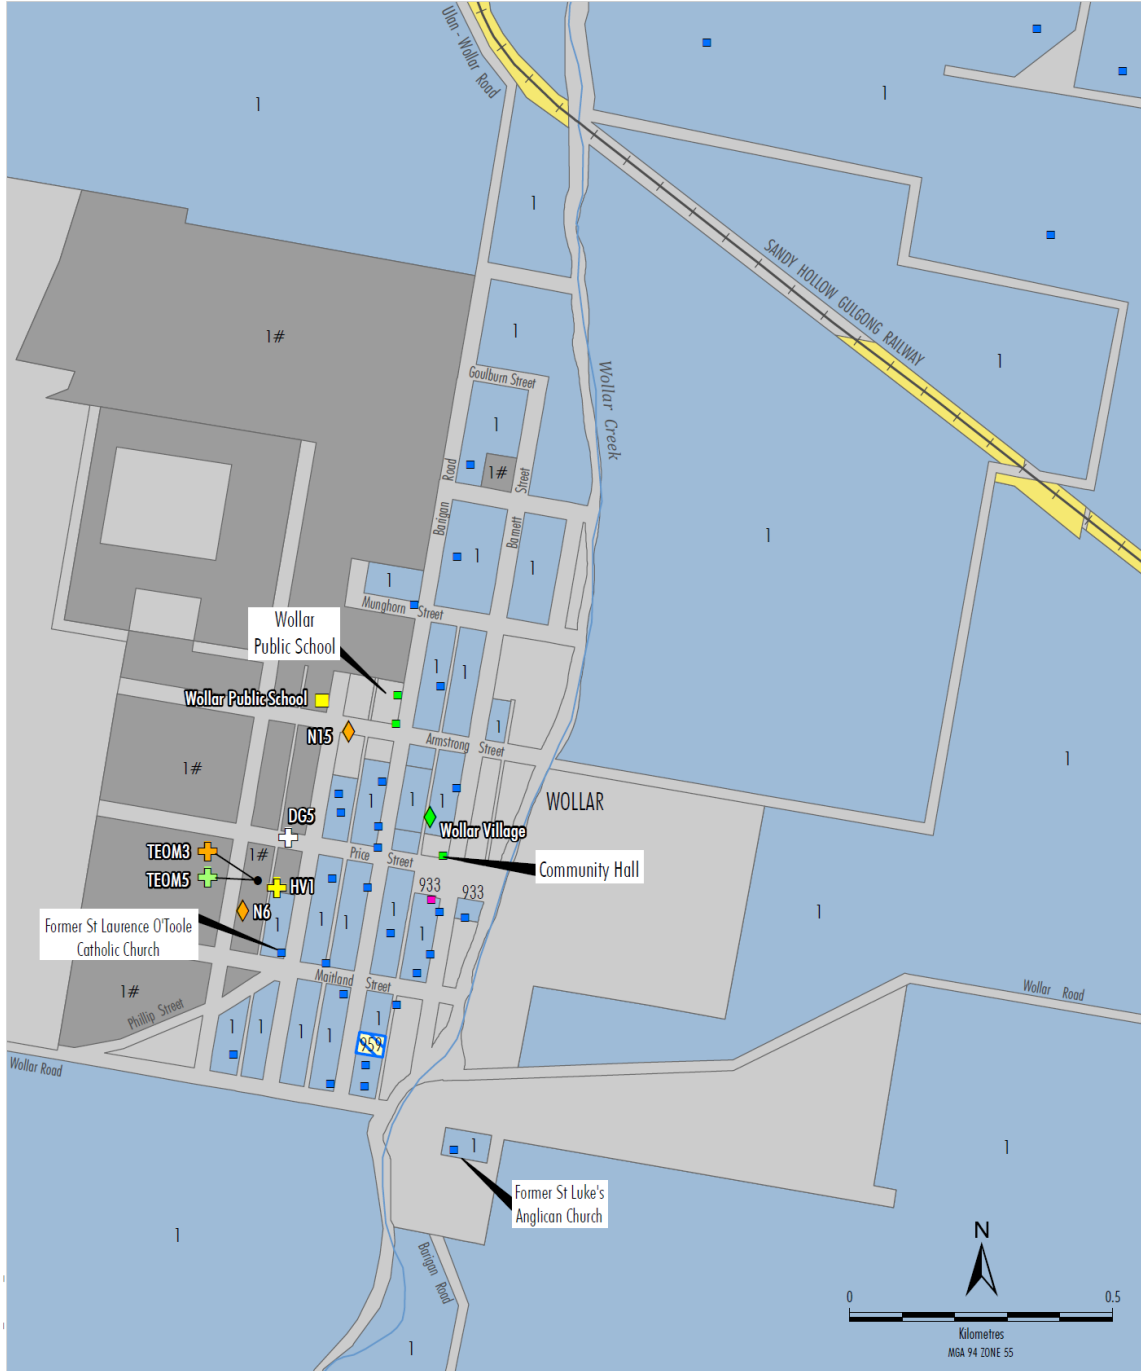 Ulan - Wollar Road
1
1
1
SANDY HOLLOW GULGONG RAILWAY
1#
1
1
Goulburn Street
Wollar Creek
1
1#
Barigan Road
Barnett Street
1
1
1
1
Munghorn Street
Wollar
Public School
1
1
Wollar Public School
N15
1
Armstrong Street
1#
1
1
1
1
1
WOLLAR
Wollar Village
DG5
TEOM3
1#
Price Street
Community Hall
TEOM5
HV1
933
933
N6
Former St Laurence O'Toole
Catholic Church
1
1
1
1
1
1
Maitland Street
1#
Phillip Street
Wollar Road
1
1
1
1
1
959
Wollar Road
1
1
Former St Luke's
Anglican Church
1
Barigan Road
1
N
0
0.5
Kilometres
MGA 94 ZONE 55